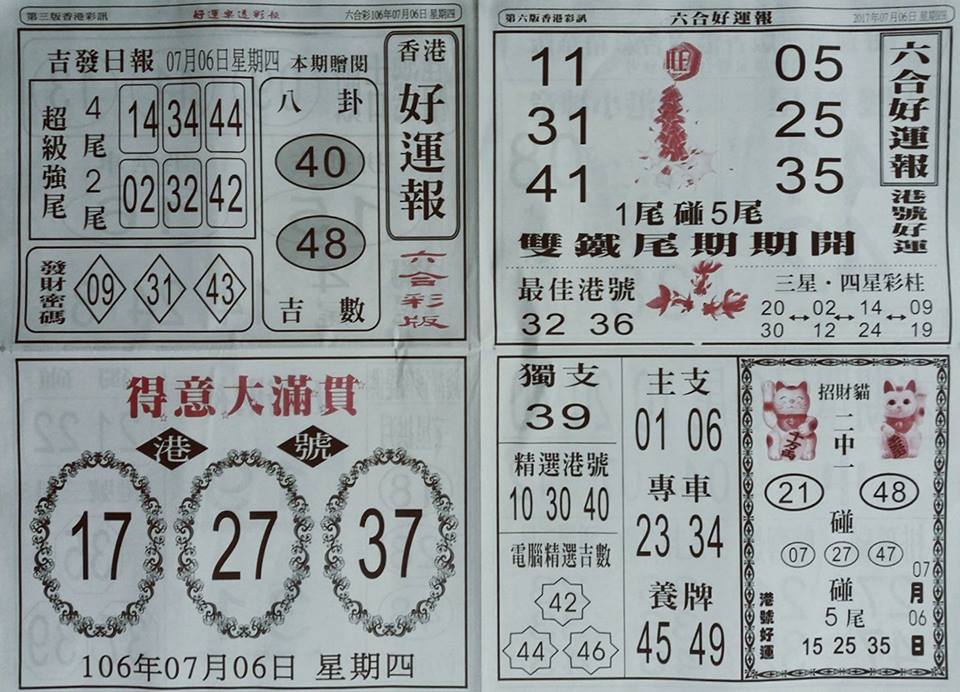 第三版香港彩訊 好運來透彩報 六合彩106年07月06日 星期四
吉發日報 07月06日星期四 本期贈閱
香港
好運報
六合彩版
超級強尾
4尾 14 34 44
2尾 02 32 42
八卦
40
48
吉數
發財密碼
09 31 43
第六版香港彩訊 六合好運報 2017年07月06日 星期四
11 旺 05
31 25
41 35
1尾碰5尾
雙鐵尾期期開
六合好運報
港號好運
最佳港號
32 36
三星·四星彩柱
20 02 14 09
30 12 24 19
得意大滿貫
港號
17 27 37
106年07月06日 星期四
獨支
39
精選港號
10 30 40
電腦精選吉數
42
44 46
主支
01 06
專車
23 34
養牌
45 49
招財貓
二中一
千万両
21 48
碰
07 27 47
碰
5尾
15 25 35
港號好運
07月06日